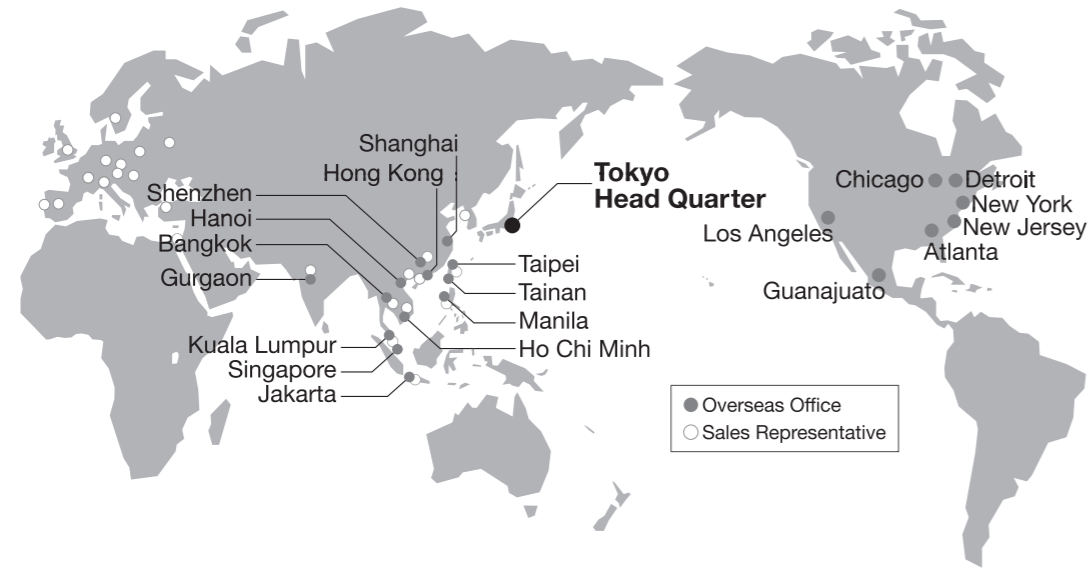 Shanghai
Hong Kong
Shenzhen
Hanoi
Bangkok
Gurgaon
Kuala Lumpur
Singapore
Jakarta
Tokyo
Head Quarter
Taipei
Tainan
Manila
Ho Chi Minh
Chicago
Detroit
New York
New Jersey
Los Angeles
Atlanta
Guanajuato
Overseas Office
Sales Representative